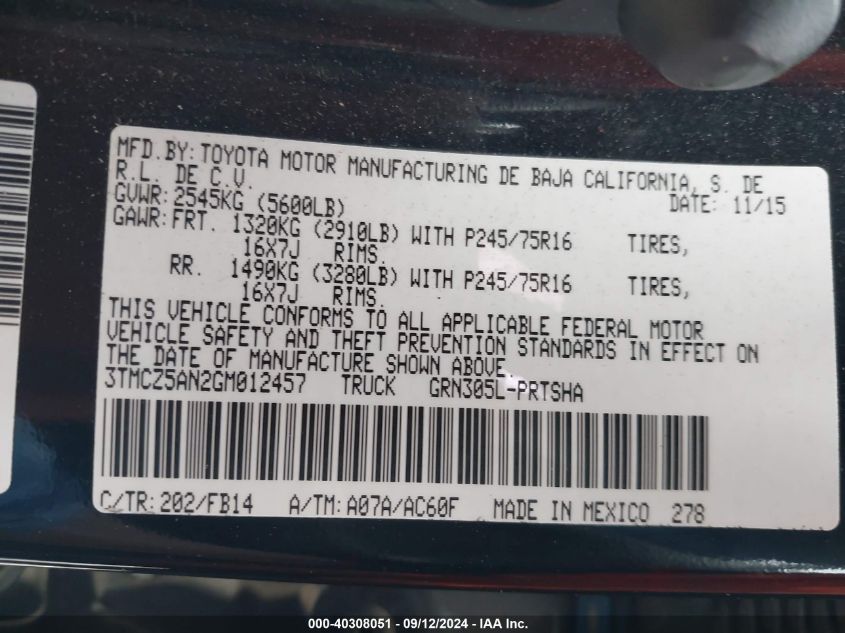 MFD.BY: TOYOTA MOTOR MANUFACTURING DE BAJA CALIFORNIA, S. DE
R.L. DE C.V. DATE: 11/15
GVWR: 2545KG (5600LB)
GAWR: FRT. 1320KG (2910LB) WITH P245/75R16 TIRES,
16X7J RIMS.
RR. 1490KG (3280LB) WITH P245/75R16 TIRES,
16X7J RIMS.
THIS VEHICLE CONFORMS TO ALL APPLICABLE FEDERAL MOTOR
VEHICLE SAFETY AND THEFT PREVENTION STANDARDS IN EFFECT ON
THE DATE OF MANUFACTURE SHOWN ABOVE.
3TMCZ5AN2GM012457 TRUCK GRN305L-PRTSHA
C/TR: 202/FB14 A/TM: A07A/AC60F MADE IN MEXICO 278
000-40308051 - 09/12/2024 - IAA Inc.